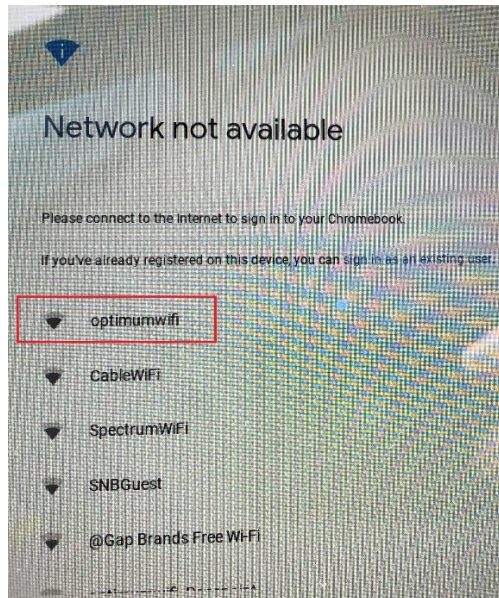 Network not available
Please connect to the Internet to sign in to your Chromebook.
If you've already registered on this device, you can sign in as an existing user.
optimumwifi
CableWiFi
SpectrumWiFi
SNBGuest
@Gap Brands Free Wi-Fi